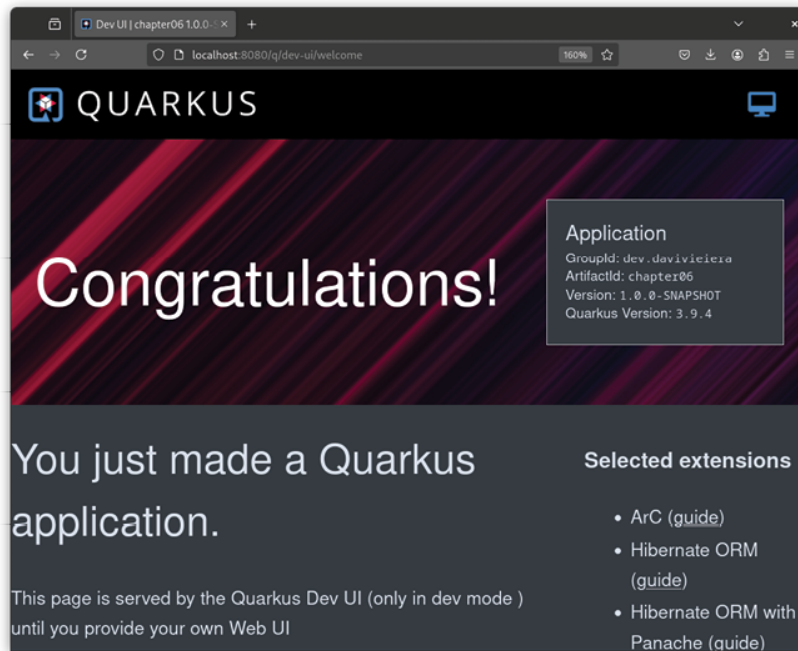 Dev UI | chapter06 1.0.0-S
localhost:8080/q/dev-ui/welcome
160%
QUARKUS
Congratulations!
Application
GroupId: dev.davivieira
ArtifactId: chapter06
Version: 1.0.0-SNAPSHOT
Quarkus Version: 3.9.4
You just made a Quarkus
application.
This page is served by the Quarkus Dev UI (only in dev mode )
until you provide your own Web UI
Selected extensions
• ArC (guide)
• Hibernate ORM
(guide)
• Hibernate ORM with
Panache (guide)